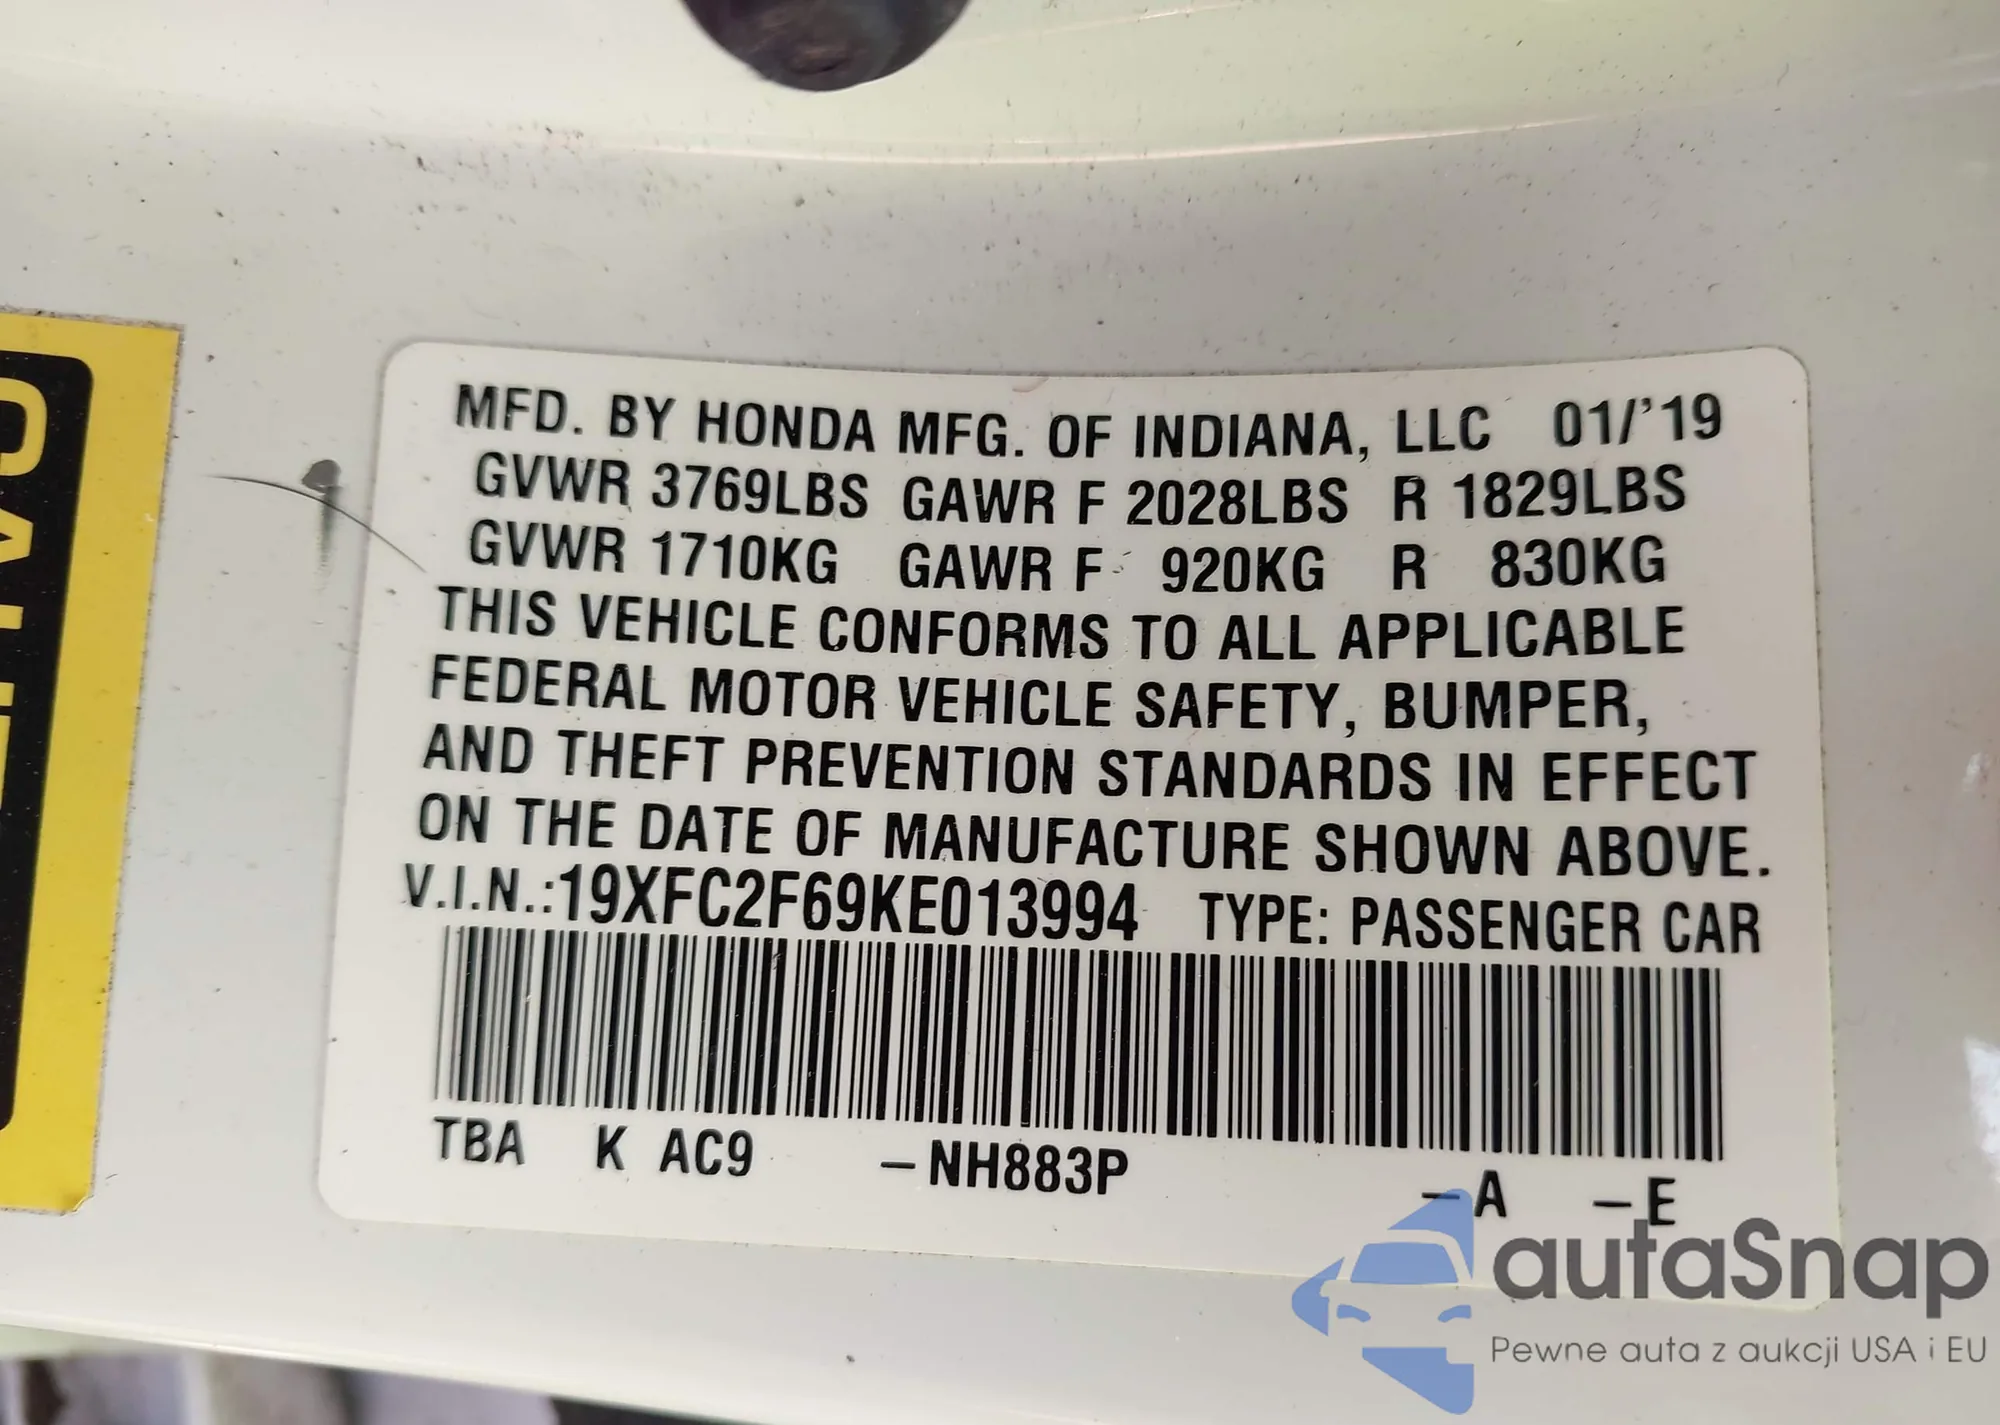 MFD. BY HONDA MFG. OF INDIANA, LLC 01/'19
GVWR 3769LBS GAWR F 2028LBS R 1829LBS
GVWR 1710KG GAWR F 920KG R 830KG
THIS VEHICLE CONFORMS TO ALL APPLICABLE
FEDERAL MOTOR VEHICLE SAFETY, BUMPER,
AND THEFT PREVENTION STANDARDS IN EFFECT
ON THE DATE OF MANUFACTURE SHOWN ABOVE.
V.I.N.:19XFC2F69KE013994 TYPE: PASSENGER CAR
TBA K AC9 –NH883P –A –E
autaSnap
Pewne auta z aukcji USA i EU